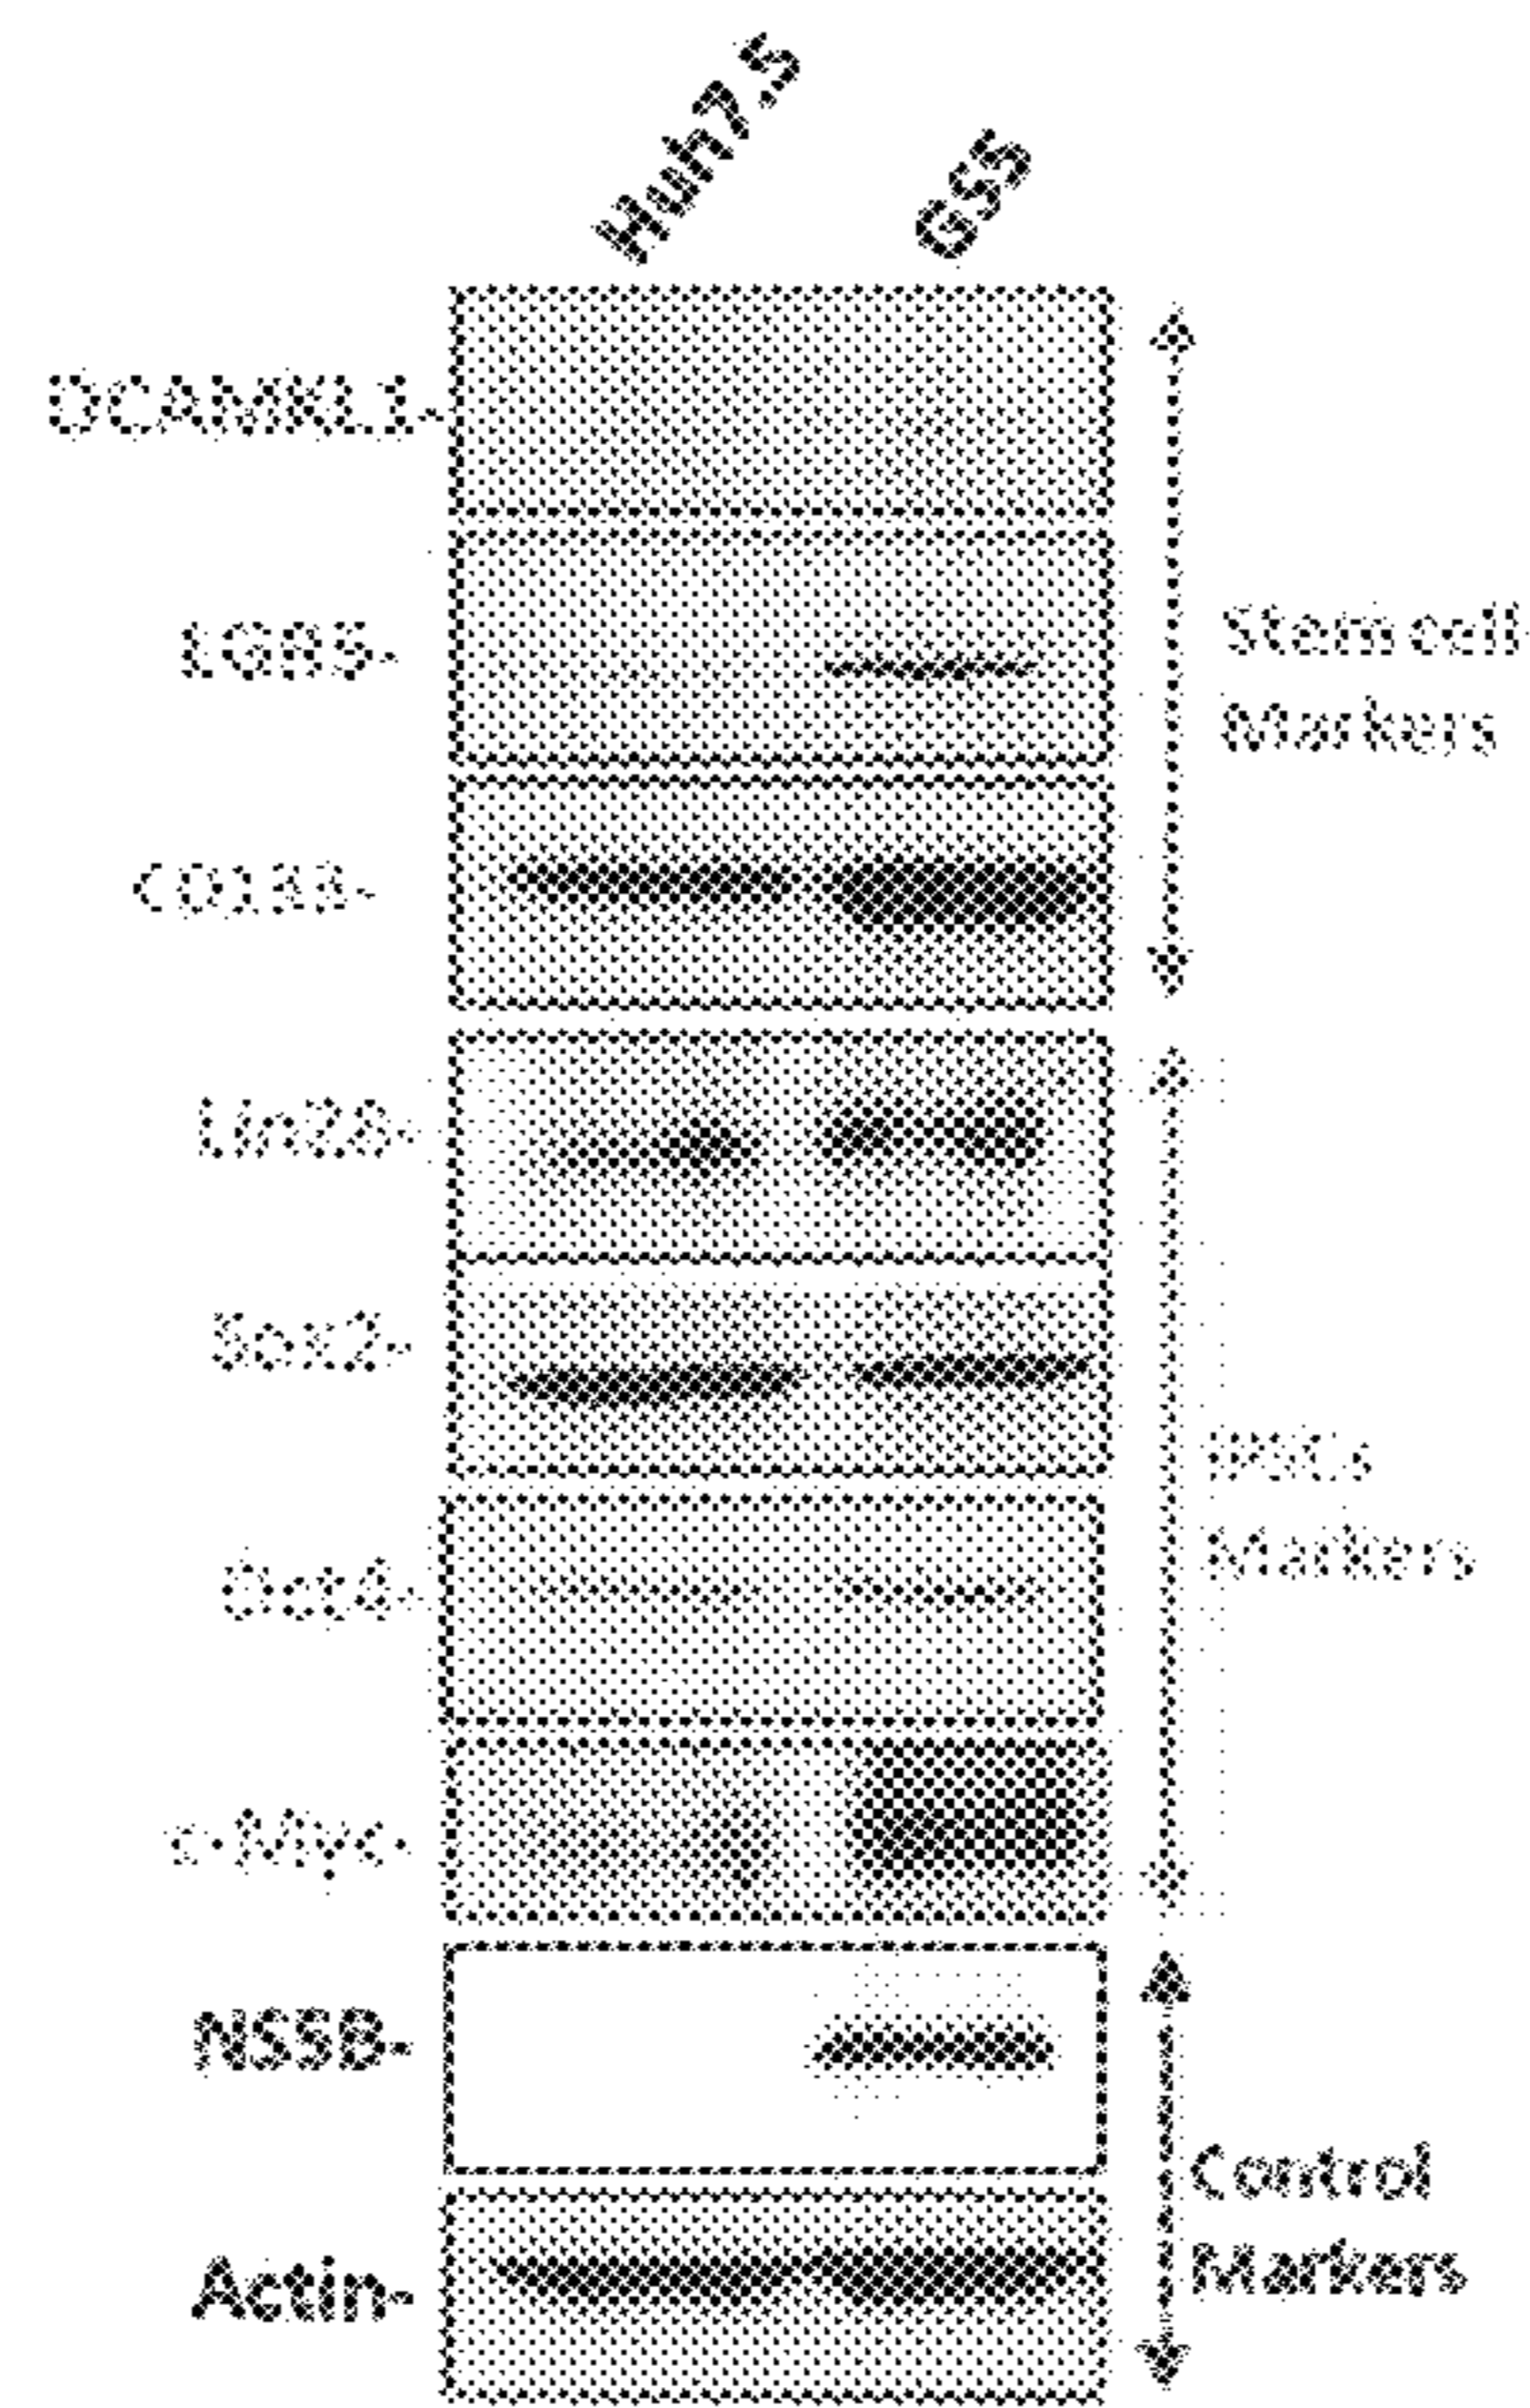 Huh7.5
GS5
DCAMKL1-
LGR5-
Stem cell
Markers
CD133-
Lin28-
Sox2-
iPSCs
Markers
Oct4-
c-Myc-
NS5B-
Control
Markers
Actin-